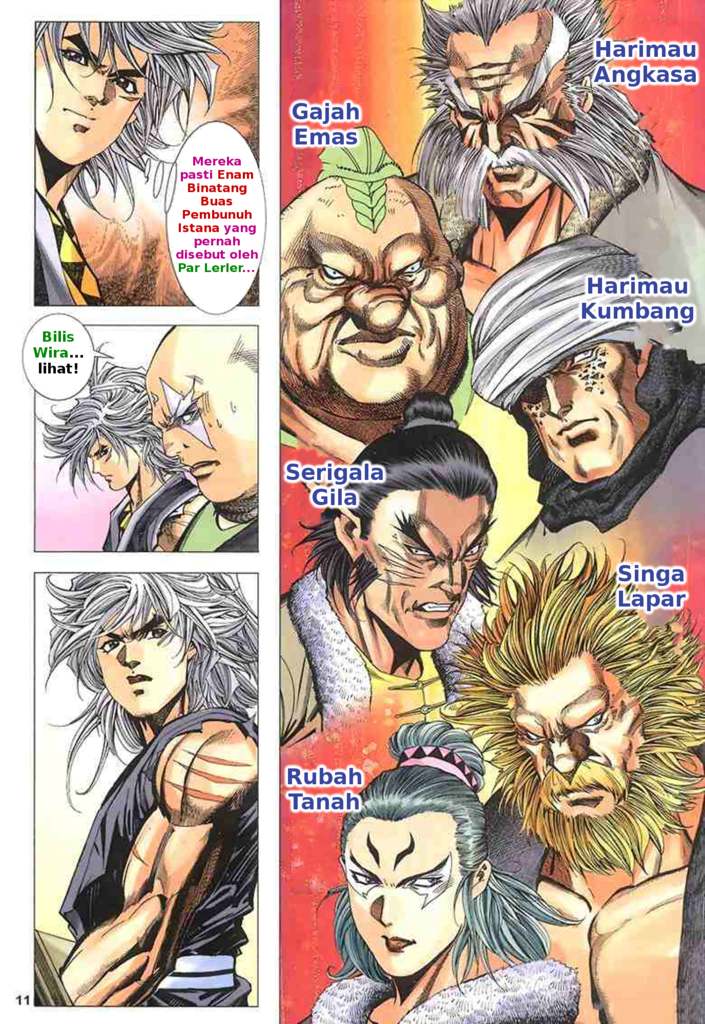 Mereka
pasti Enam
Binatang
Buas
Pembunuh
Istana yang
pernah
disebut oleh
Par Lerler...
Bilis
Wira...
lihat!
Harimau
Angkasa
Gajah
Emas
Harimau
Kumbang
Serigala
Gila
Singa
Lapar
Rubah
Tanah
11